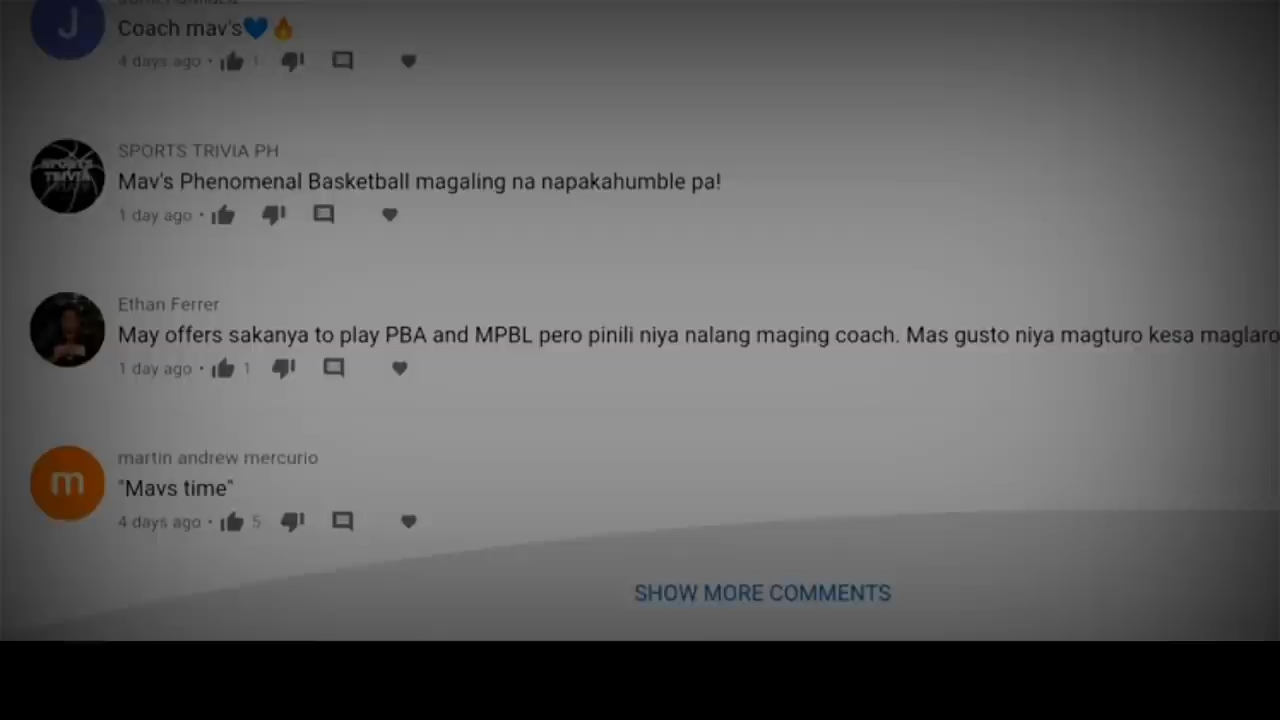 J
Coach mav's💙🔥
4 days ago • 1
SPORTS TRIVIA PH
SPORTS TRIVIA
Mav's Phenomenal Basketball magaling na napakahumble pa!
1 day ago •
Ethan Ferrer
May offers sakanya to play PBA and MPBL pero pinili niya nalang maging coach. Mas gusto niya magturo kesa maglaro
1 day ago • 1
martin andrew mercurio
m
"Mavs time"
4 days ago • 5
SHOW MORE COMMENTS